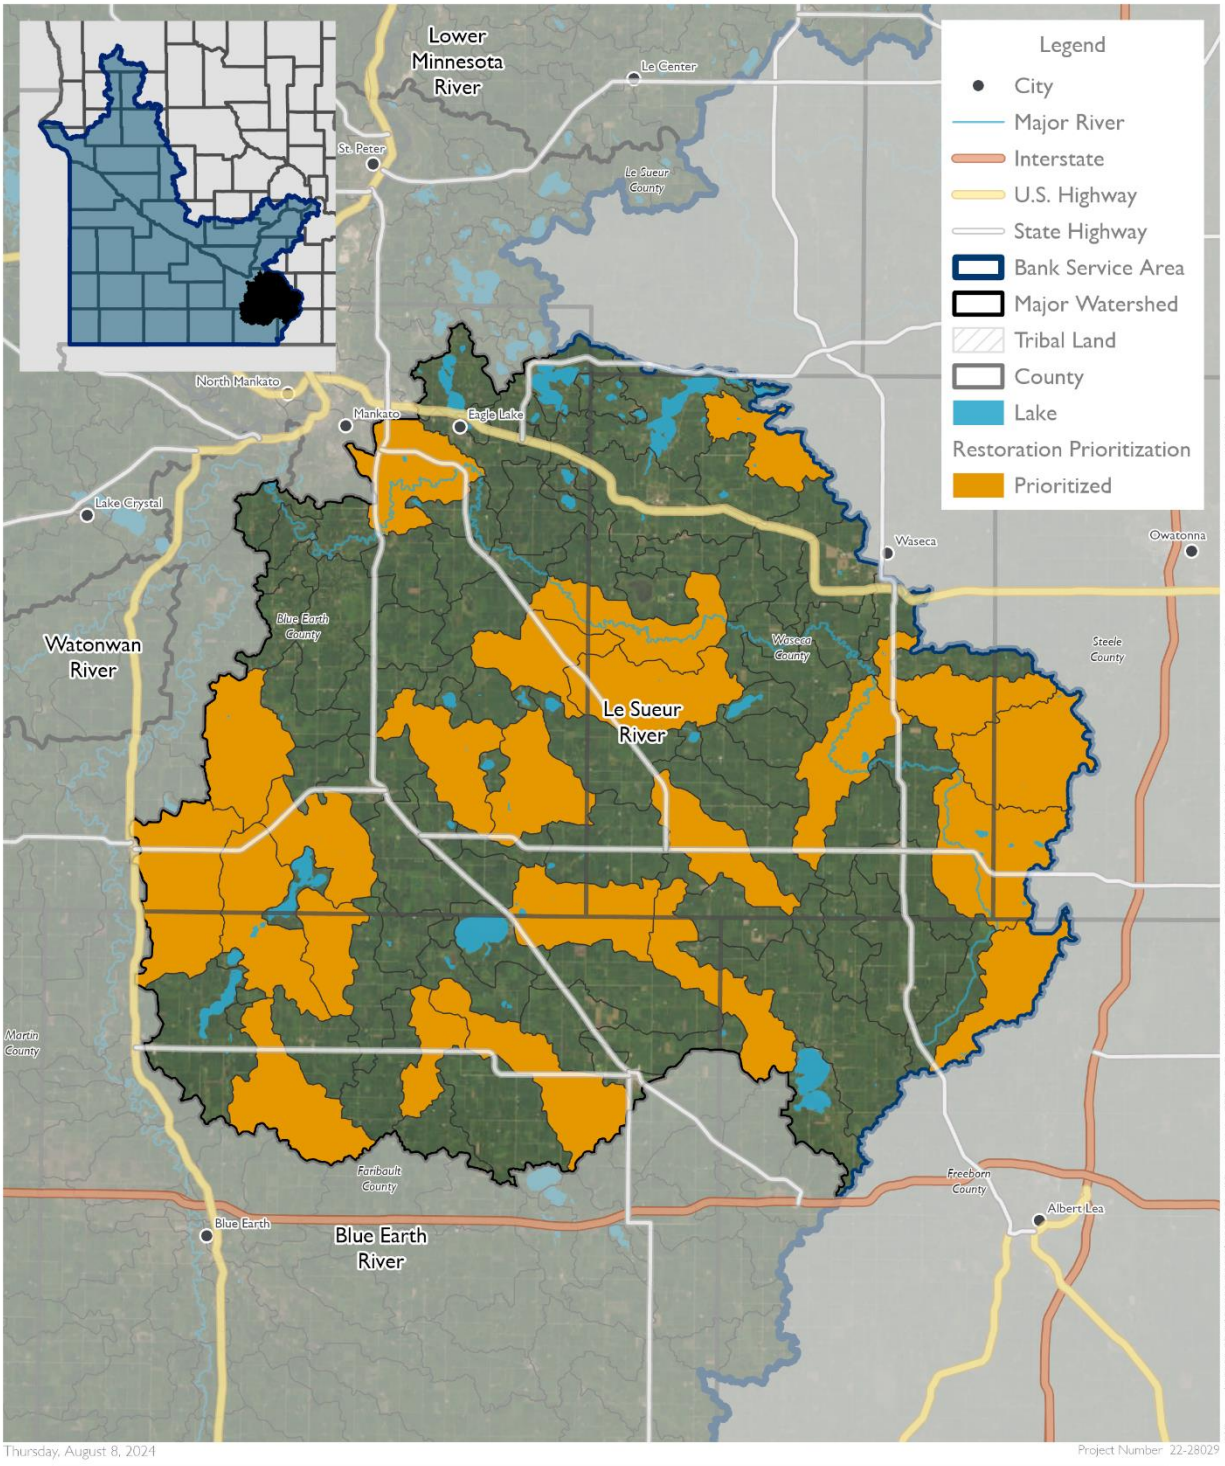 Lower
Minnesota
River
Le Center
St. Peter
Le Sueur
County
Legend
City
Major River
Interstate
U.S. Highway
State Highway
Bank Service Area
Major Watershed
Tribal Land
County
Lake
Restoration Prioritization
Prioritized
North Mankato
Mankato
Eagle Lake
Lake Crystal
Waseca
Owatonna
Blue Earth
County
Waseca
County
Steele
County
Watonwan
River
Le Sueur
River
Martin
County
Faribault
County
Freeborn
County
Albert Lea
Blue Earth
Blue Earth
River
Thursday, August 8, 2024
Project Number 22-28029